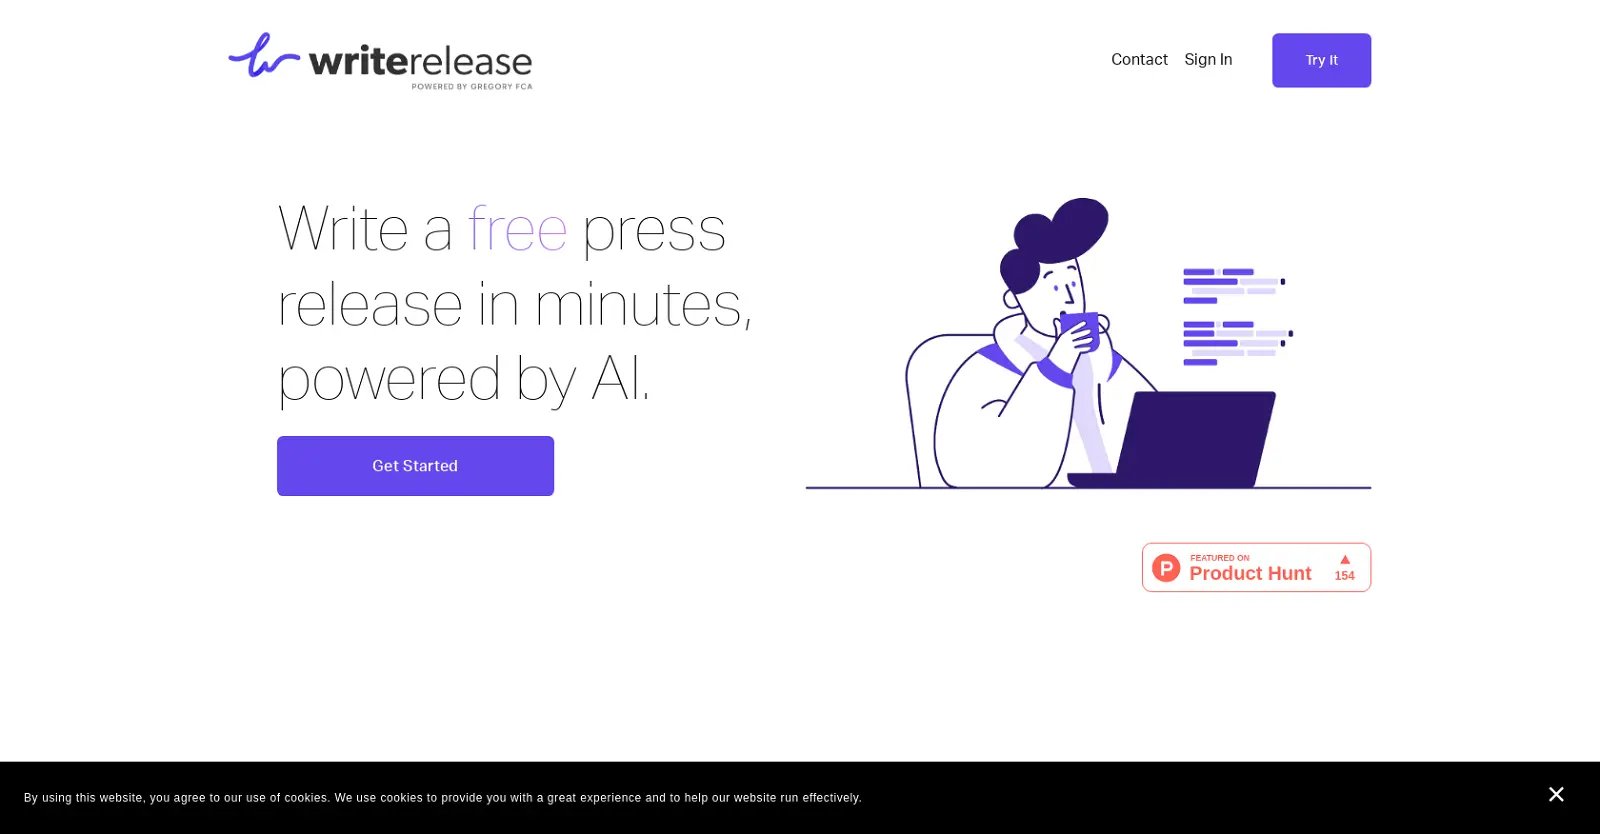 writerelease
POWERED BY GREGORY FCA
Contact
Sign In
Try It
Write a free press
release in minutes,
powered by AI.
Get Started
P
FEATURED ON
Product Hunt
154
By using this website, you agree to our use of cookies. We use cookies to provide you with a great experience and to help our website run effectively.